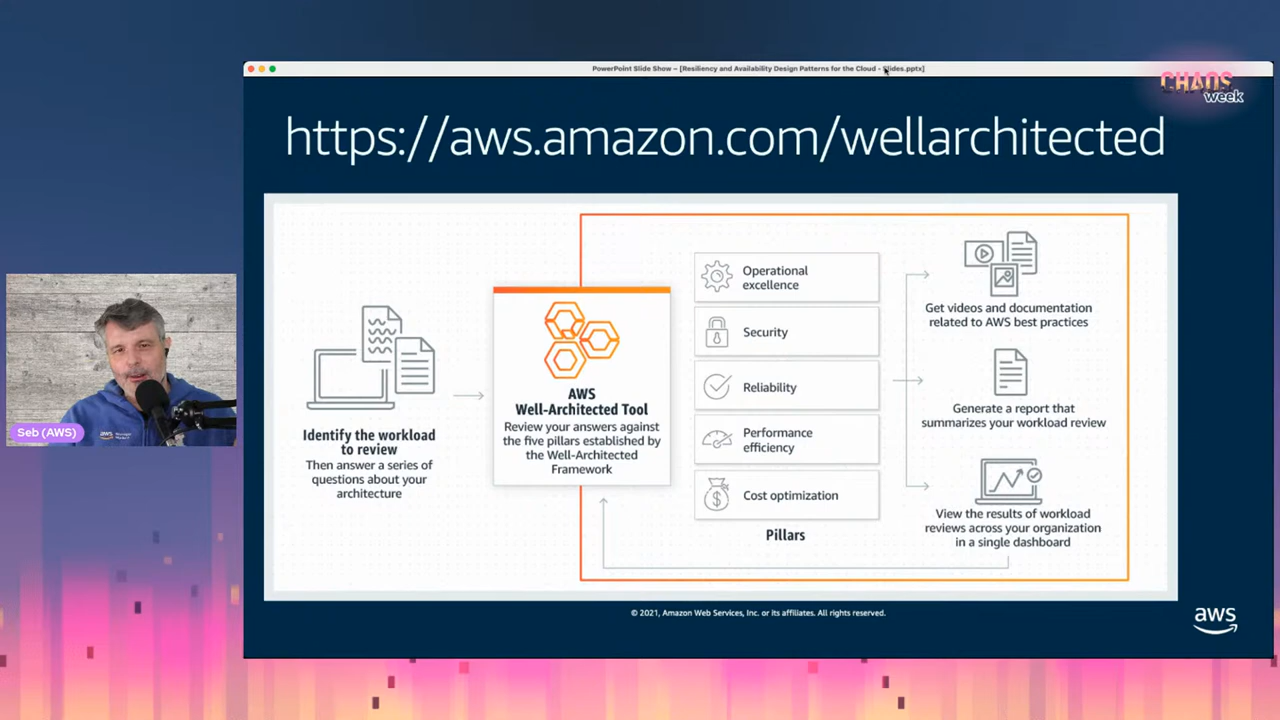 PowerPoint Slide Show – [Resiliency and Availability Design Patterns for the Cloud - Slides.pptx]
CHAOS
week
https://aws.amazon.com/wellarchitected
Identify the workload
to review
Then answer a series of
questions about your
architecture
AWS
Well-Architected Tool
Review your answers against
the five pillars established by
the Well-Architected
Framework
Operational
excellence
Security
Reliability
Performance
efficiency
Cost optimization
Pillars
Get videos and documentation
related to AWS best practices
Generate a report that
summarizes your workload review
View the results of workload
reviews across your organization
in a single dashboard
Seb (AWS)
aws
© 2021, Amazon Web Services, Inc. or its affiliates. All rights reserved.
aws